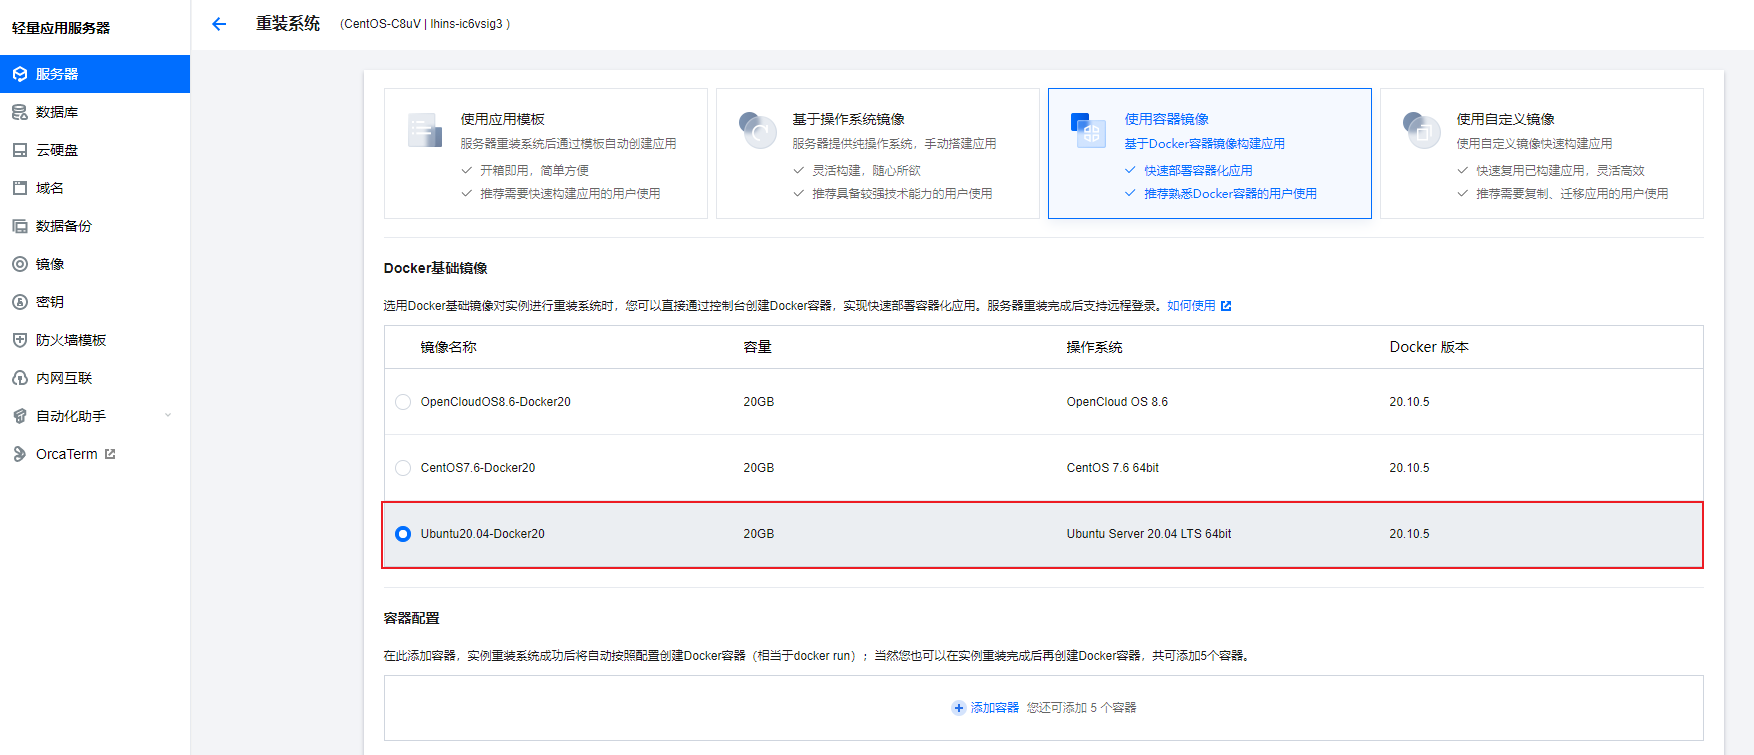 轻量应用服务器
服务器
数据库
云硬盘
域名
数据备份
镜像
密钥
防火墙模板
内网互联
自动化助手
OrcaTerm
重装系统 (CentOS-C8uV | lhins-ic6vsig3 )
使用应用模板
服务器重装系统后通过模板自动创建应用
开箱即用，简单方便
推荐需要快速构建应用的用户使用
基于操作系统镜像
服务器提供纯操作系统，手动搭建应用
灵活构建，随心所欲
推荐具备较强技术能力的用户使用
使用容器镜像
基于Docker容器镜像构建应用
快速部署容器化应用
推荐熟悉Docker容器的用户使用
使用自定义镜像
使用自定义镜像快速构建应用
快速复用已构建应用，灵活高效
推荐需要复制、迁移应用的用户使用
Docker基础镜像
选用Docker基础镜像对实例进行重装系统时，您可以直接通过控制台创建Docker容器，实现快速部署容器化应用。服务器重装完成后支持远程登录。如何使用
镜像名称 容量 操作系统 Docker 版本
OpenCloudOS8.6-Docker20 20GB OpenCloud OS 8.6 20.10.5
CentOS7.6-Docker20 20GB CentOS 7.6 64bit 20.10.5
Ubuntu20.04-Docker20 20GB Ubuntu Server 20.04 LTS 64bit 20.10.5
容器配置
在此添加容器，实例重装系统成功后将自动按照配置创建Docker容器（相当于docker run）；当然您也可以在实例重装完成后再创建Docker容器，共可添加5个容器。
添加容器 您还可添加 5 个容器